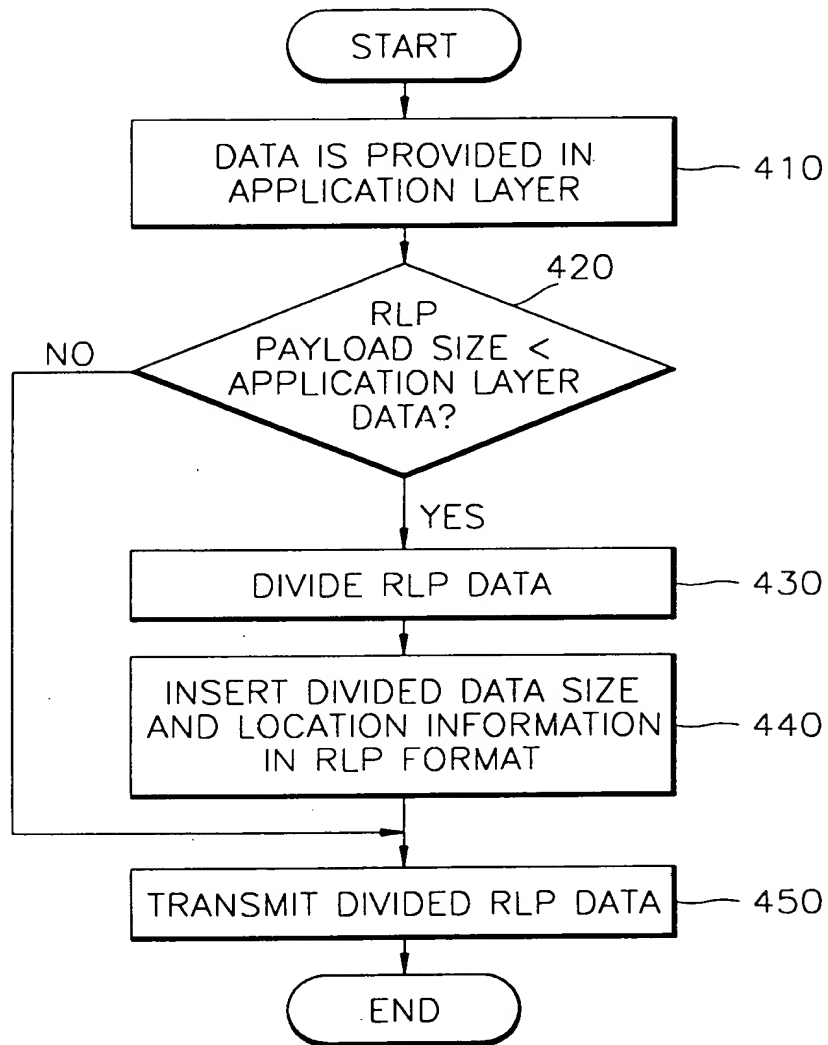 START
DATA IS PROVIDED IN
APPLICATION LAYER
410
420
RLP
PAYLOAD SIZE <
APPLICATION LAYER
DATA?
NO
YES
DIVIDE RLP DATA
430
INSERT DIVIDED DATA SIZE
AND LOCATION INFORMATION
IN RLP FORMAT
440
TRANSMIT DIVIDED RLP DATA
450
END